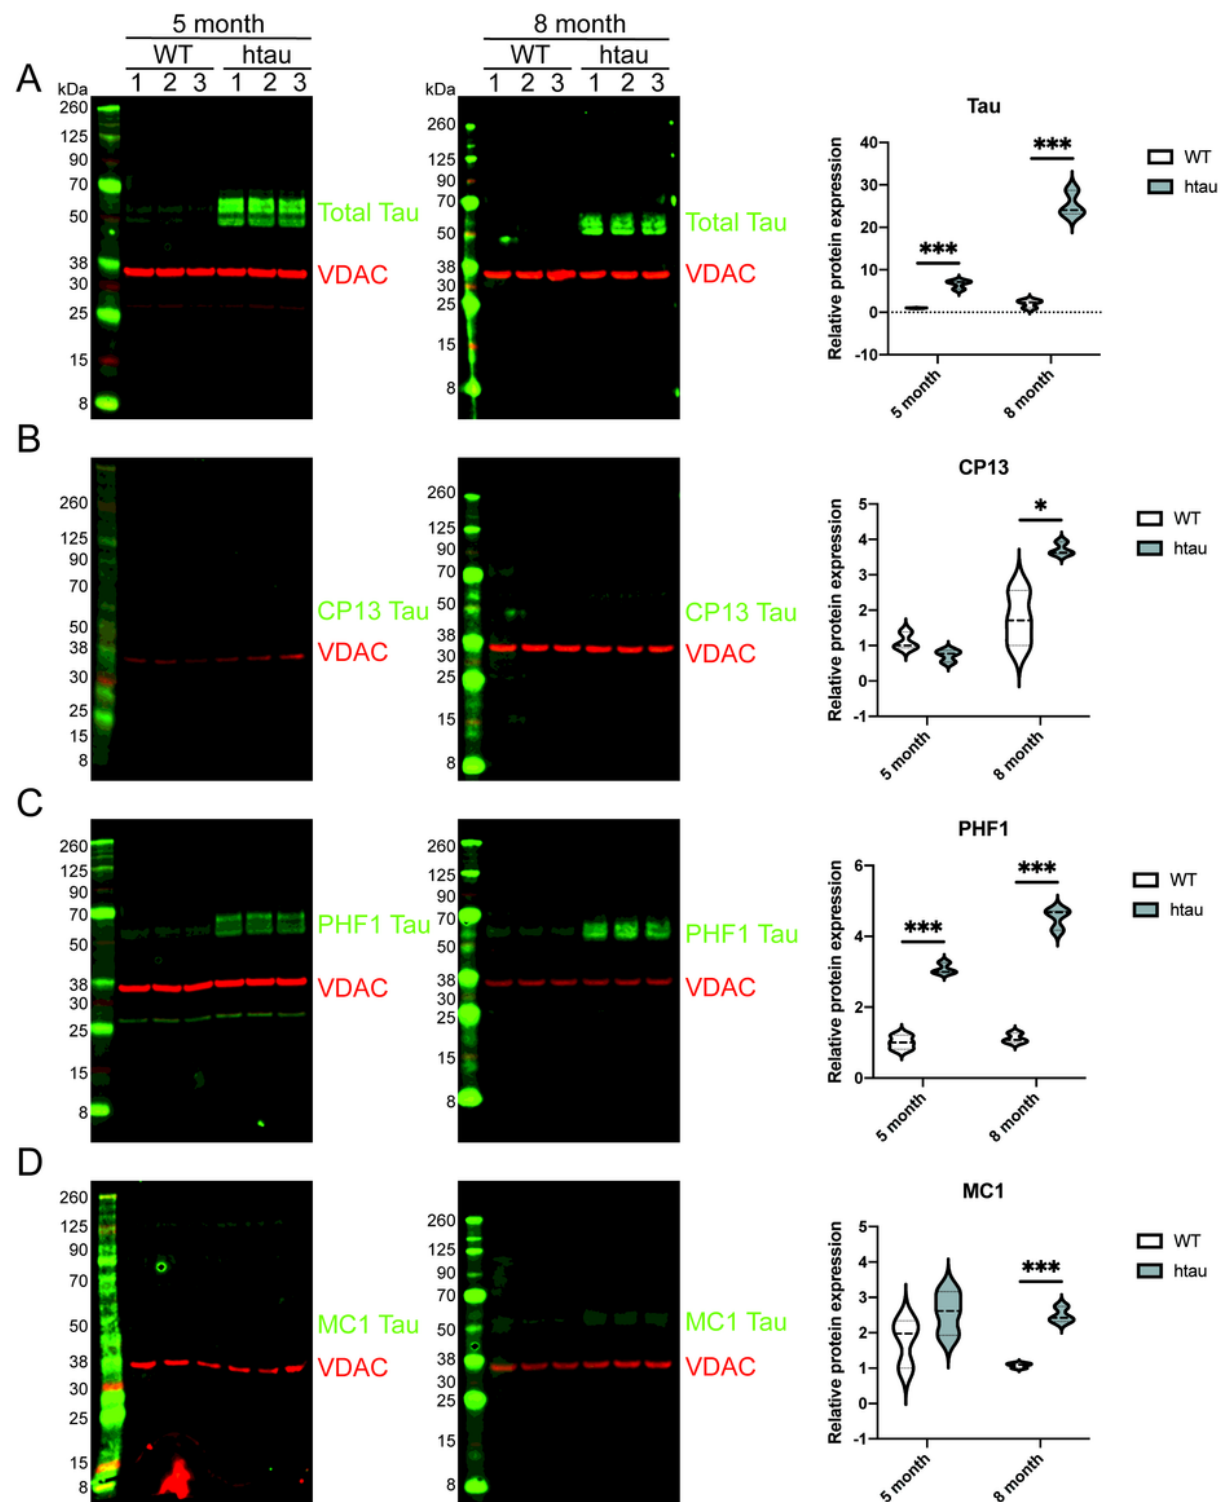 5 month
8 month
WT htau
WT htau
1 2 3 1 2 3
1 2 3 1 2 3
A
kDa
260
125
90
70
50
38
30
25
15
8
Total Tau
VDAC
kDa
260
125
90
70
50
38
30
25
15
8
Total Tau
VDAC
Tau
Relative protein expression
40
30
20
10
0
-10
***
***
5 month
8 month
WT
htau
B
260
125
90
70
50
38
30
25
15
8
CP13 Tau
VDAC
260
125
90
70
50
38
30
25
15
8
CP13 Tau
VDAC
CP13
Relative protein expression
5
4
3
2
1
0
-1
*
5 month
8 month
WT
htau
C
260
125
90
70
50
38
30
25
15
8
PHF1 Tau
VDAC
260
125
90
70
50
38
30
25
15
8
PHF1 Tau
VDAC
PHF1
Relative protein expression
6
4
2
0
***
***
5 month
8 month
WT
htau
D
260
125
90
70
50
38
30
25
15
8
MC1 Tau
VDAC
260
125
90
70
50
38
30
25
15
8
MC1 Tau
VDAC
MC1
Relative protein expression
5
4
3
2
1
0
-1
***
5 month
8 month
WT
htau